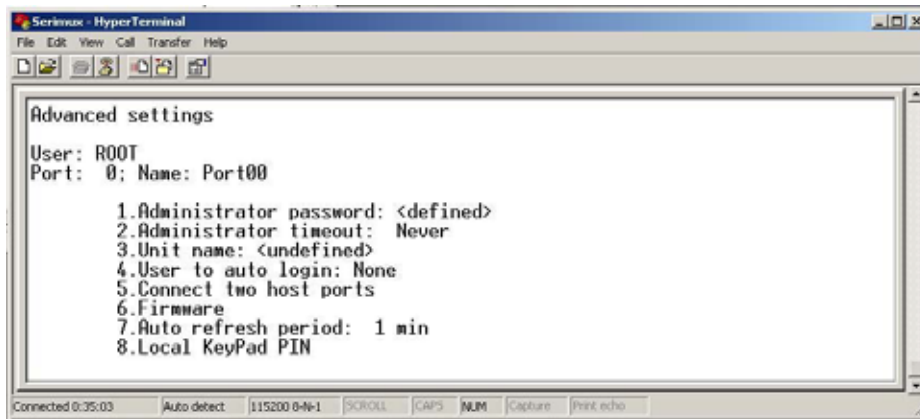 Serimux - HyperTerminal
File Edit View Call Transfer Help
Advanced settings
User: ROOT
Port: 0; Name: Port00
1.Administrator password: <defined>
2.Administrator timeout: Never
3.Unit name: <undefined>
4.User to auto login: None
5.Connect two host ports
6.Firmware
7.Auto refresh period: 1 min
8.Local KeyPad PIN
Connected 0:35:03 Auto detect 115200 8-N-1 SCROLL CAPS NUM Capture Print echo